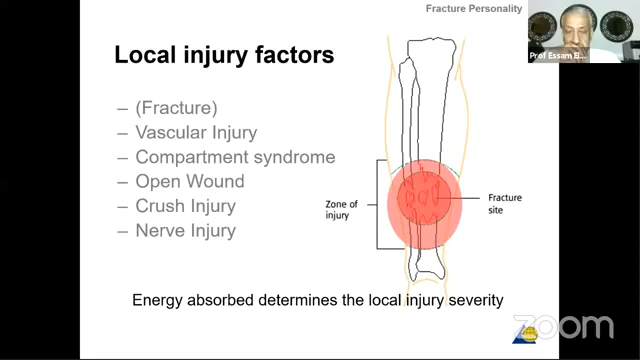 Fracture Personality
Local injury factors
– (Fracture)
– Vascular Injury
– Compartment syndrome
– Open Wound
– Crush Injury
– Nerve Injury
Zone of
injury
Fracture
site
Energy absorbed determines the local injury severity
Prof Essam El...
zoom